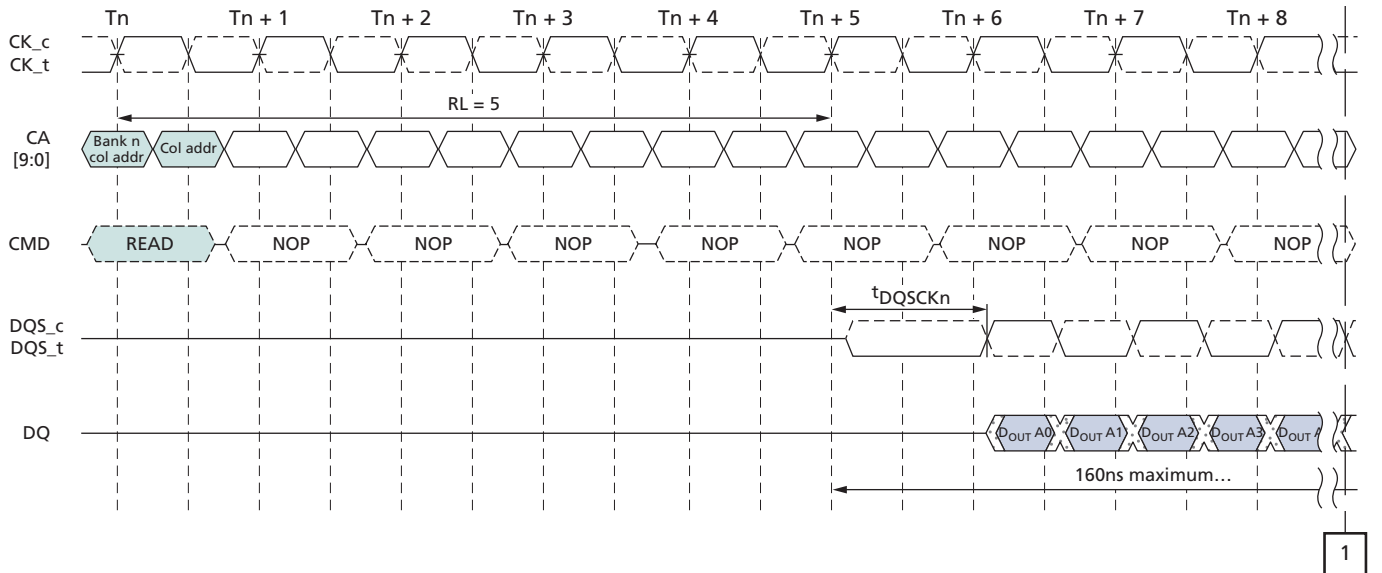 Tn Tn + 1 Tn + 2 Tn + 3 Tn + 4 Tn + 5 Tn + 6 Tn + 7 Tn + 8
CK_c
CK_t
RL = 5
CA
[9:0]
Bank n
col addr
Col addr
CMD
READ NOP NOP NOP NOP NOP NOP NOP NOP
tDQSCKn
DQS_c
DQS_t
DQ
DOUT A0 DOUT A1 DOUT A2 DOUT A3 DOUT
160ns maximum…
1